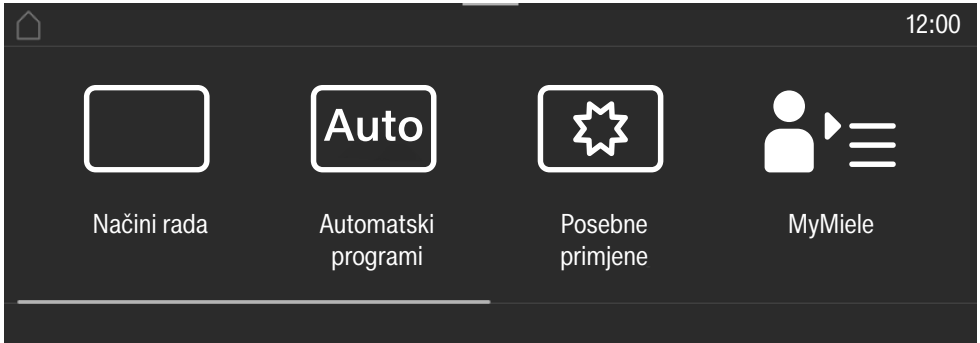 12:00
Auto
Načini rada
Automatski
programi
Posebne
primjene
MyMiele